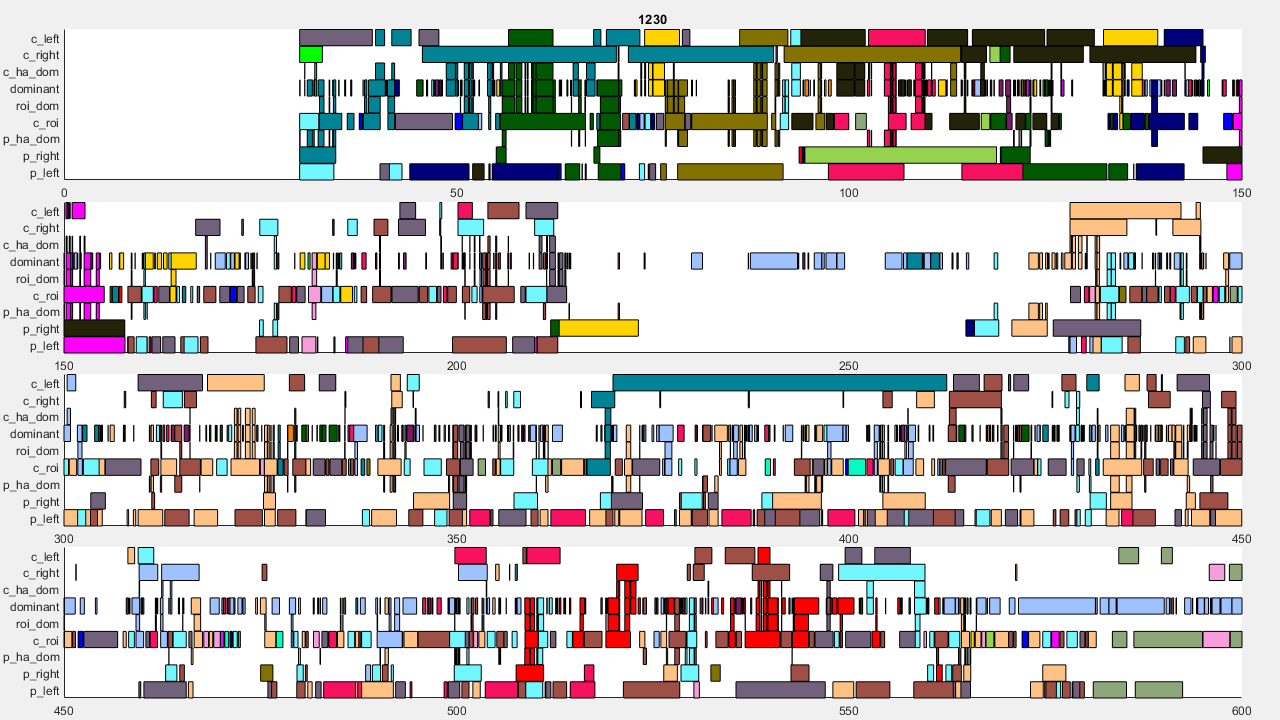 1230
c_left
c_right
c_ha_dom
dominant
roi_dom
c_roi
p_ha_dom
p_right
p_left
0 50 100 150
c_left
c_right
c_ha_dom
dominant
roi_dom
c_roi
p_ha_dom
p_right
p_left
150 200 250 300
c_left
c_right
c_ha_dom
dominant
roi_dom
c_roi
p_ha_dom
p_right
p_left
300 350 400 450
c_left
c_right
c_ha_dom
dominant
roi_dom
c_roi
p_ha_dom
p_right
p_left
450 500 550 600